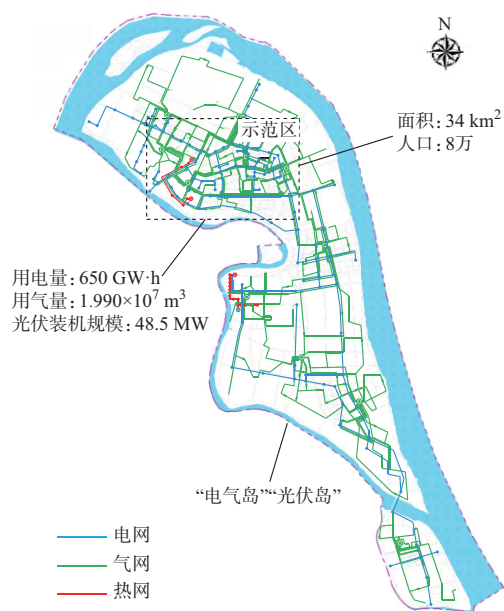 N
示范区
面积：34 km²
人口：8万
用电量：650 GW·h
用气量：1.990×10⁷ m³
光伏装机规模：48.5 MW
“电气岛”“光伏岛”
电网
气网
热网